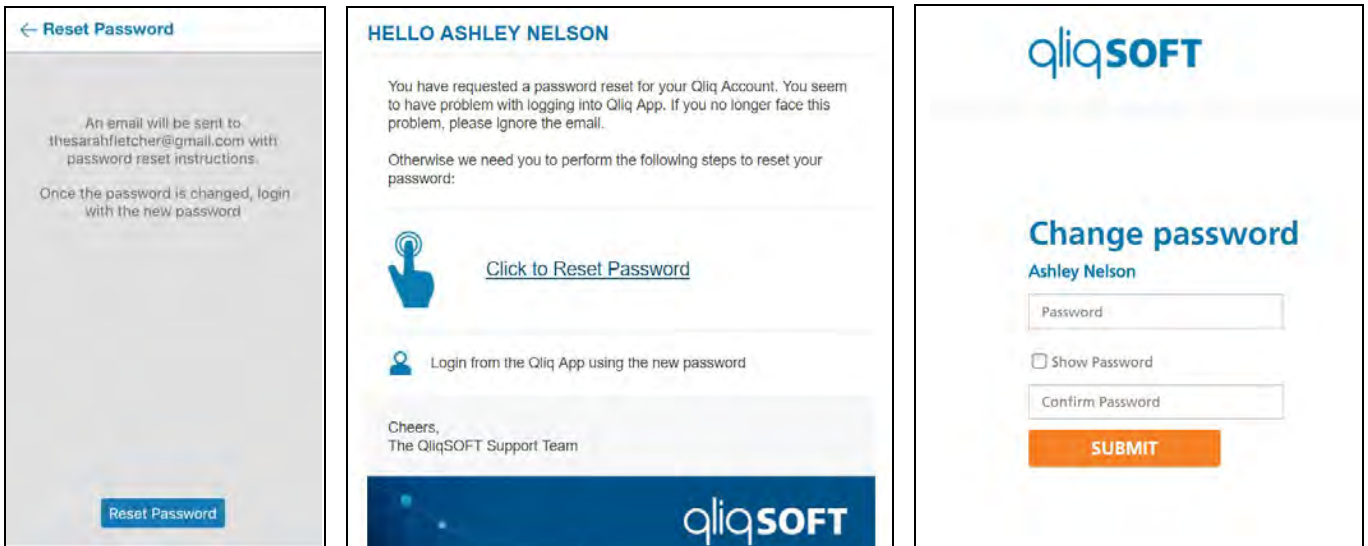 ← Reset Password
An email will be sent to
thesarahfletcher@gmail.com with
password reset instructions.
Once the password is changed, login
with the new password
Reset Password
HELLO ASHLEY NELSON
You have requested a password reset for your Qliq Account. You seem
to have problem with logging into Qliq App. If you no longer face this
problem, please ignore the email.
Otherwise we need you to perform the following steps to reset your
password:
Click to Reset Password
Login from the Qliq App using the new password
Cheers,
The QliqSOFT Support Team
qliqSOFT
qliqSOFT
Change password
Ashley Nelson
Password
Show Password
Confirm Password
SUBMIT